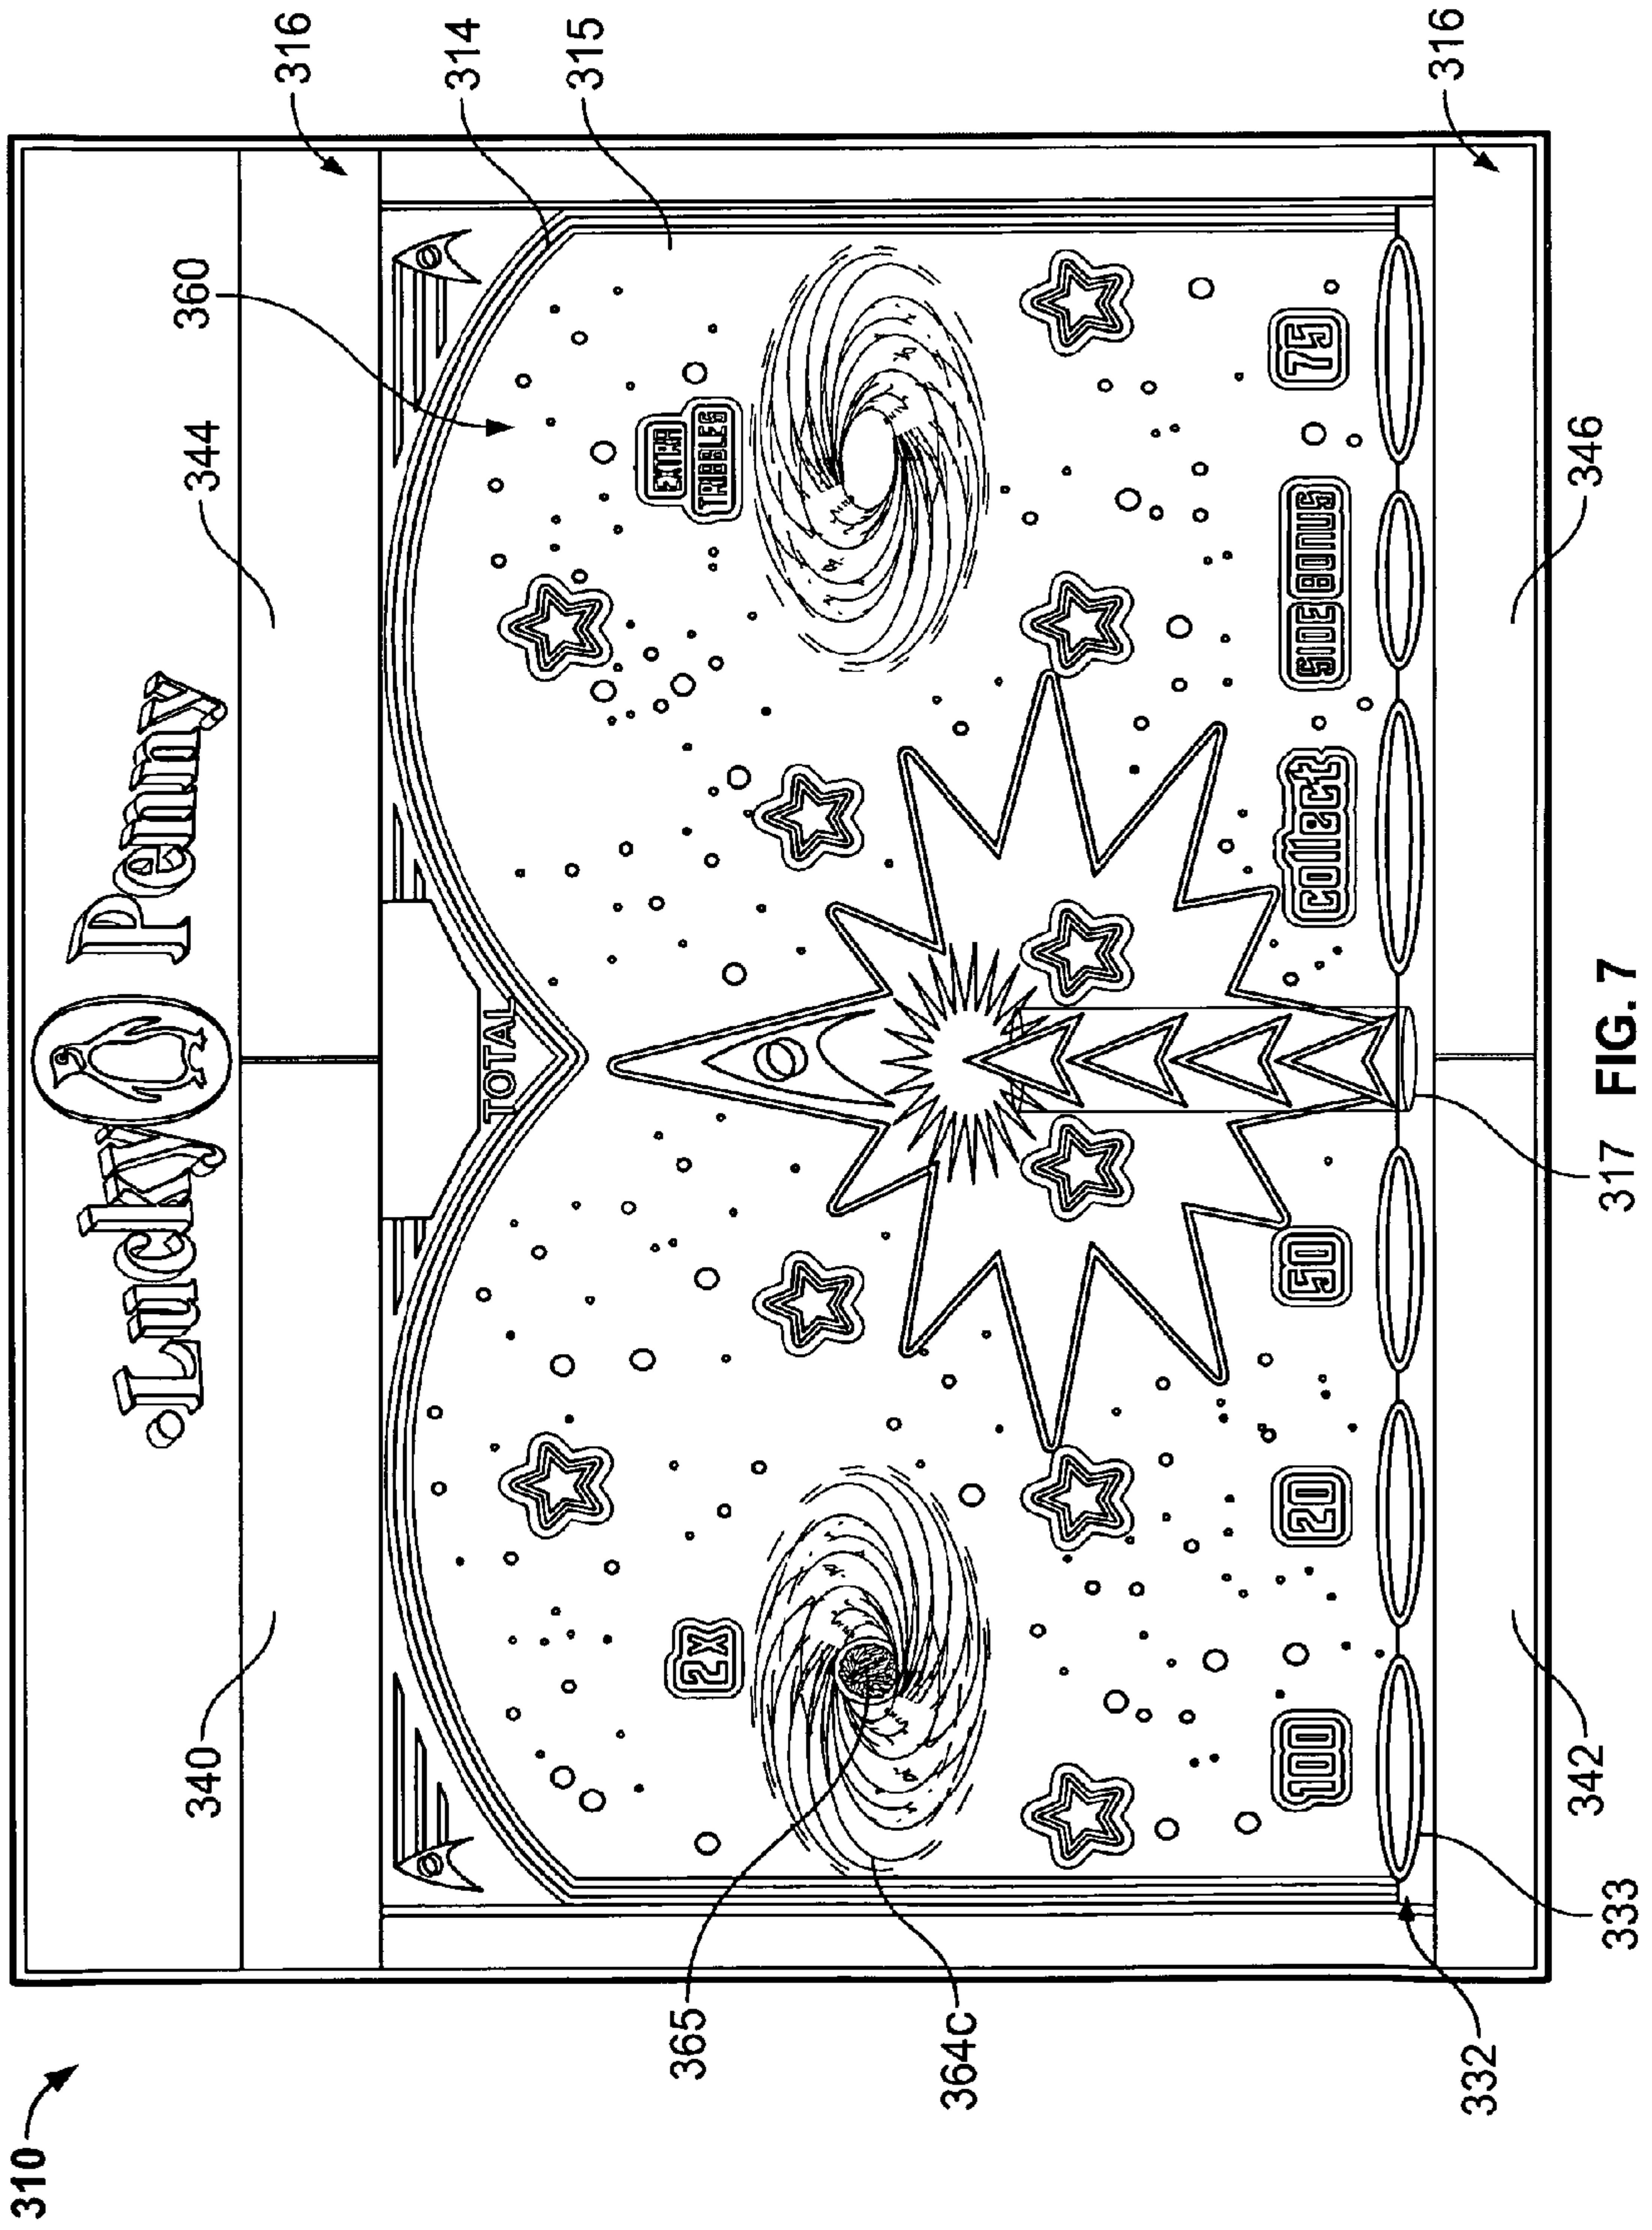 310
Lucky Penny
340
344
360
316
314
TOTAL
315
365
2X
EXTRA
TRIBBLES
364C
100
20
50
collect
SIDE BONUS
75
332
316
342
346
333
317
FIG. 7